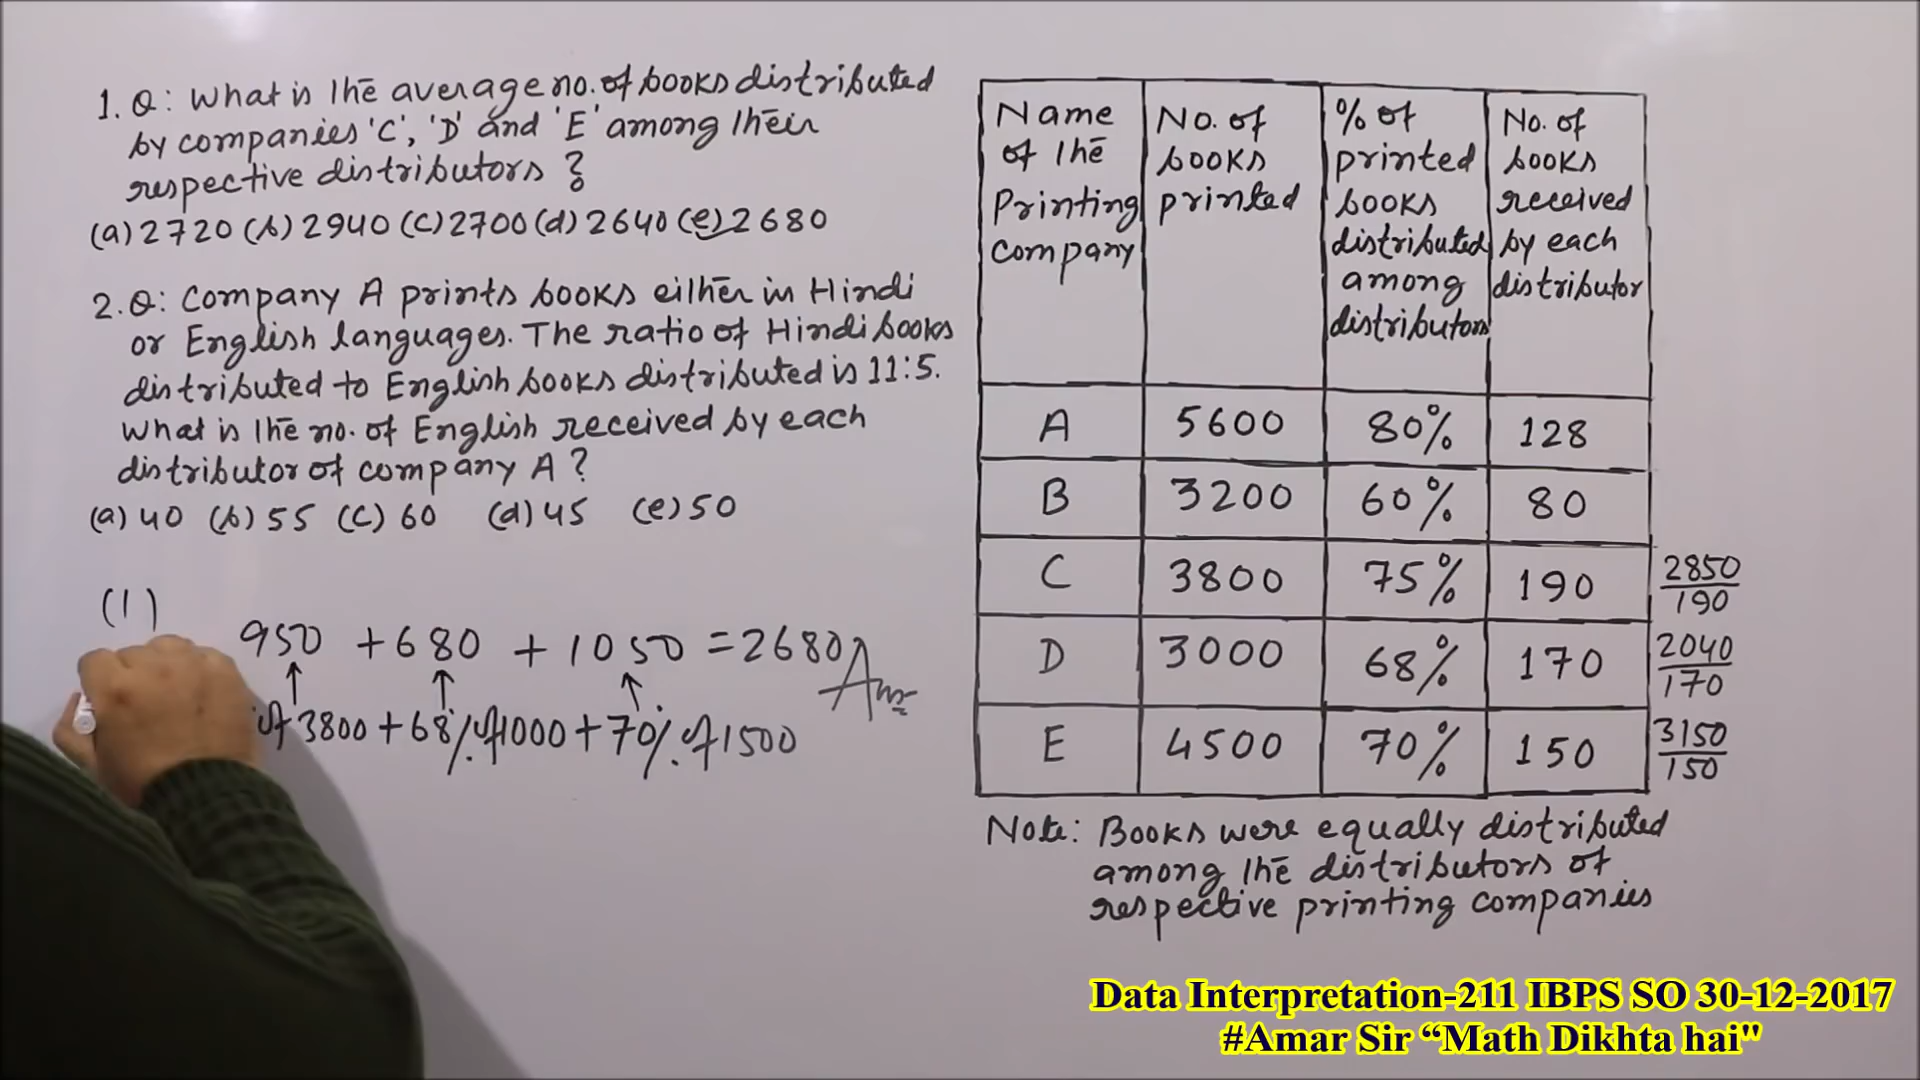 1. Q: What is the average no. of books distributed
by companies 'C', 'D' and 'E' among their
respective distributors ?
(a) 2720 (b) 2940 (c) 2700 (d) 2640 (e) 2680
2. Q: Company A prints books either in Hindi
or English languages. The ratio of Hindi books
distributed to English books distributed is 11:5.
What is the no. of English received by each
distributor of company A ?
(a) 40 (b) 55 (c) 60 (d) 45 (e) 50
(1)
950 + 680 + 1050 = 2680 Ans
of 3800 + 68% of 1000 + 70% of 1500
Name of the Printing Company
No. of books printed
% of printed books distributed among distributors
No. of books received by each distributor
A 5600 80% 128
B 3200 60% 80
C 3800 75% 190 2850/190
D 3000 68% 170 2040/170
E 4500 70% 150 3150/150
Note: Books were equally distributed
among the distributors of
respective printing companies
Data Interpretation-211 IBPS SO 30-12-2017
#Amar Sir “Math Dikhta hai"